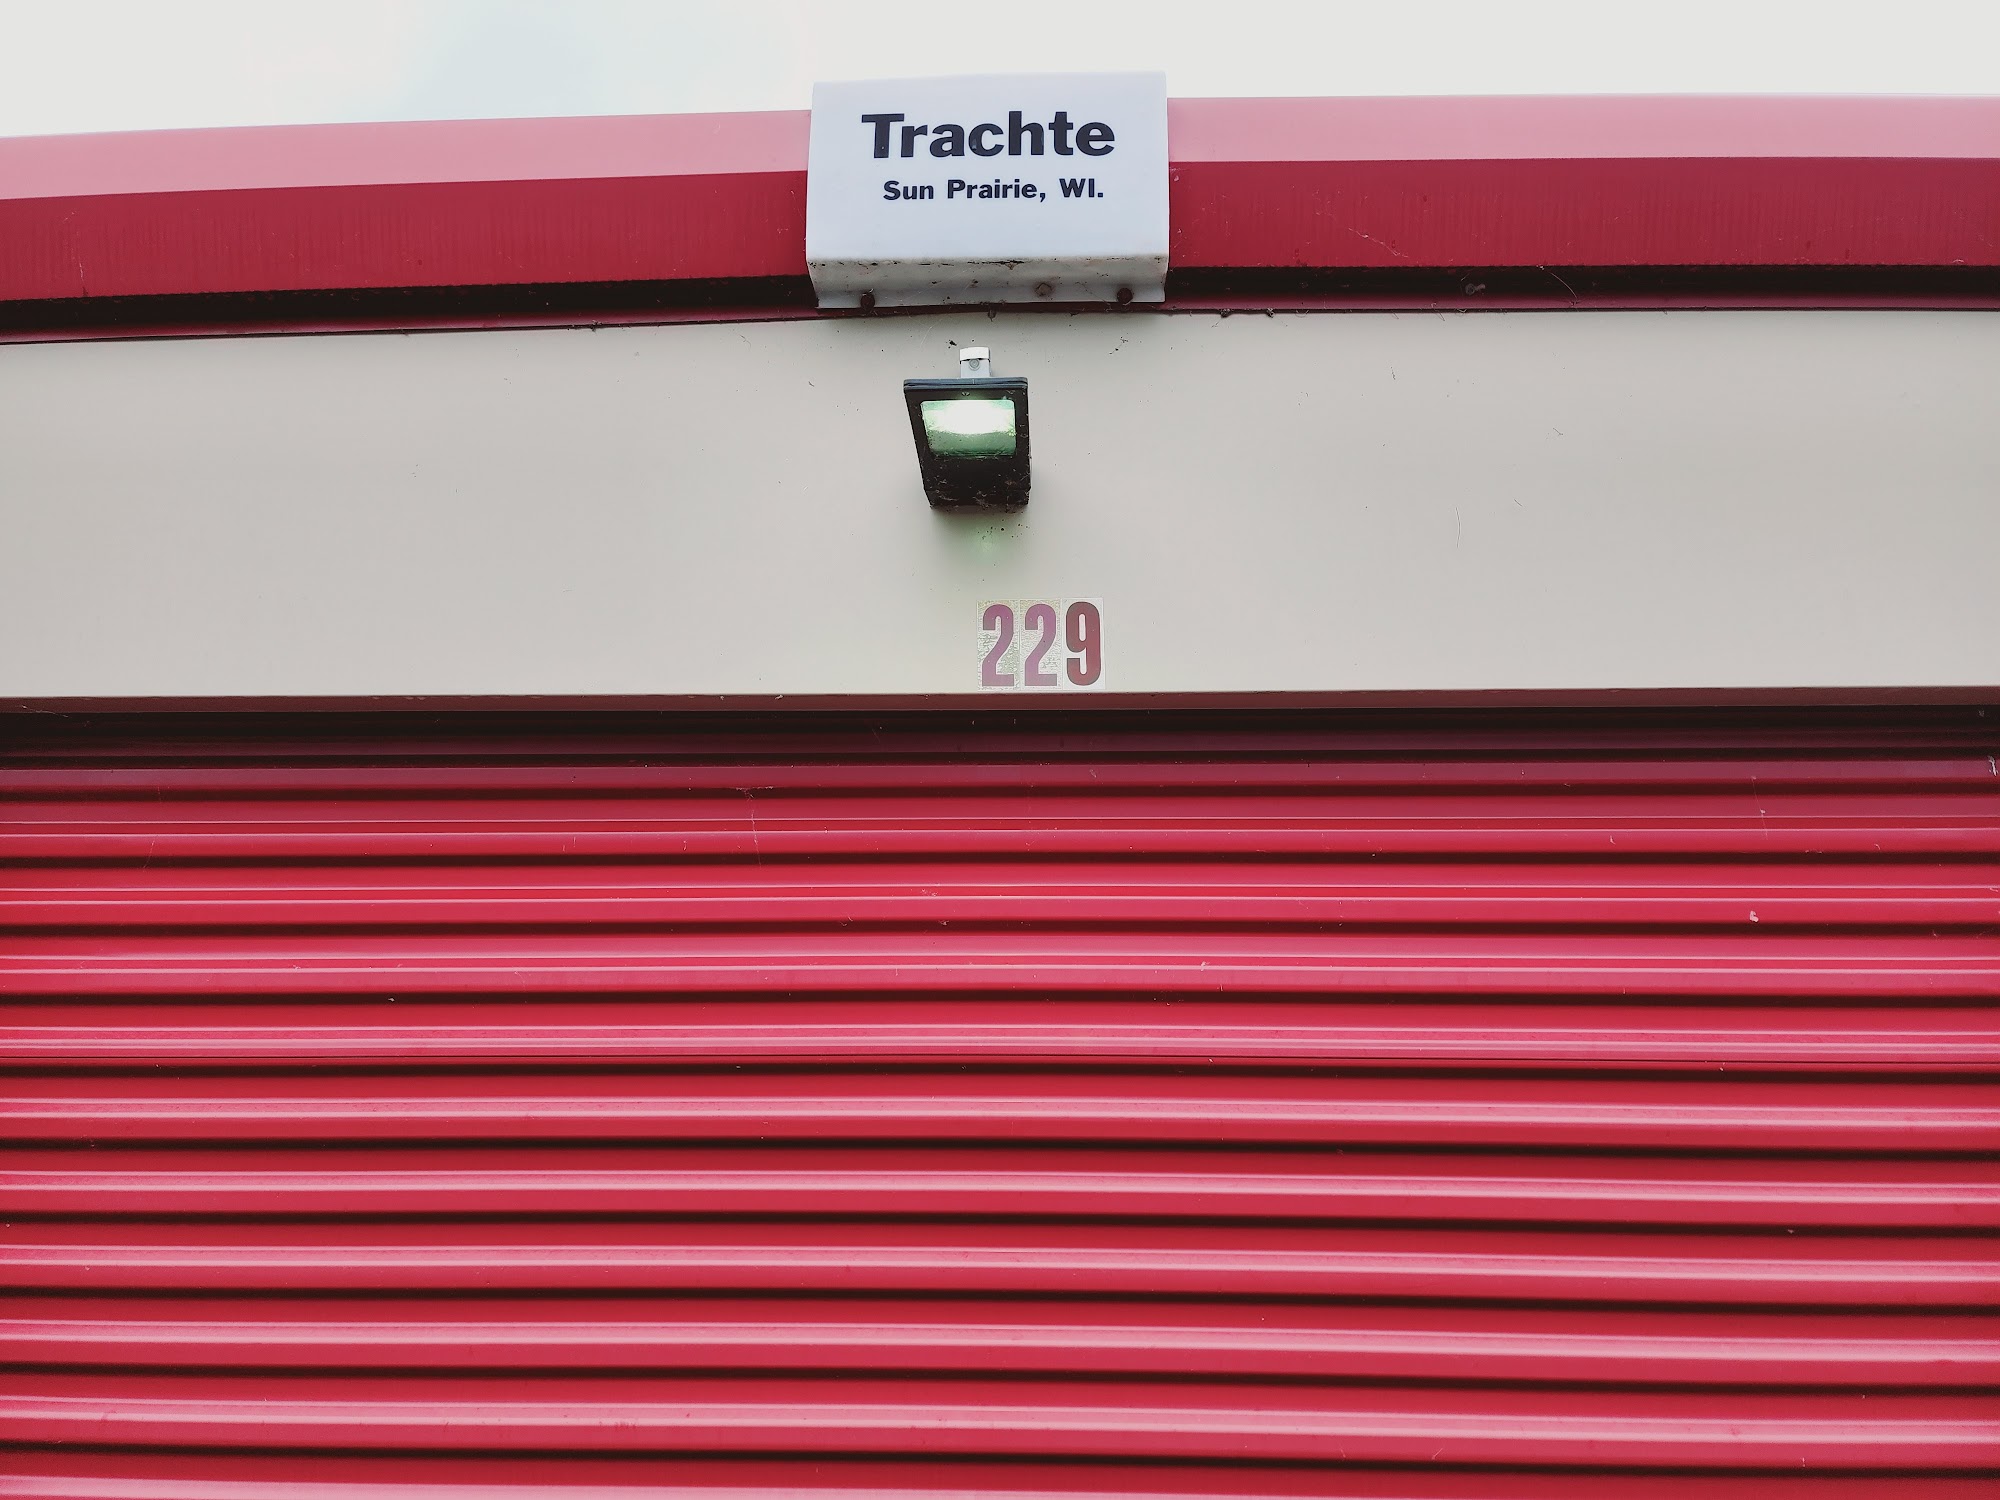 Trachte
Sun Prairie, WI.
229